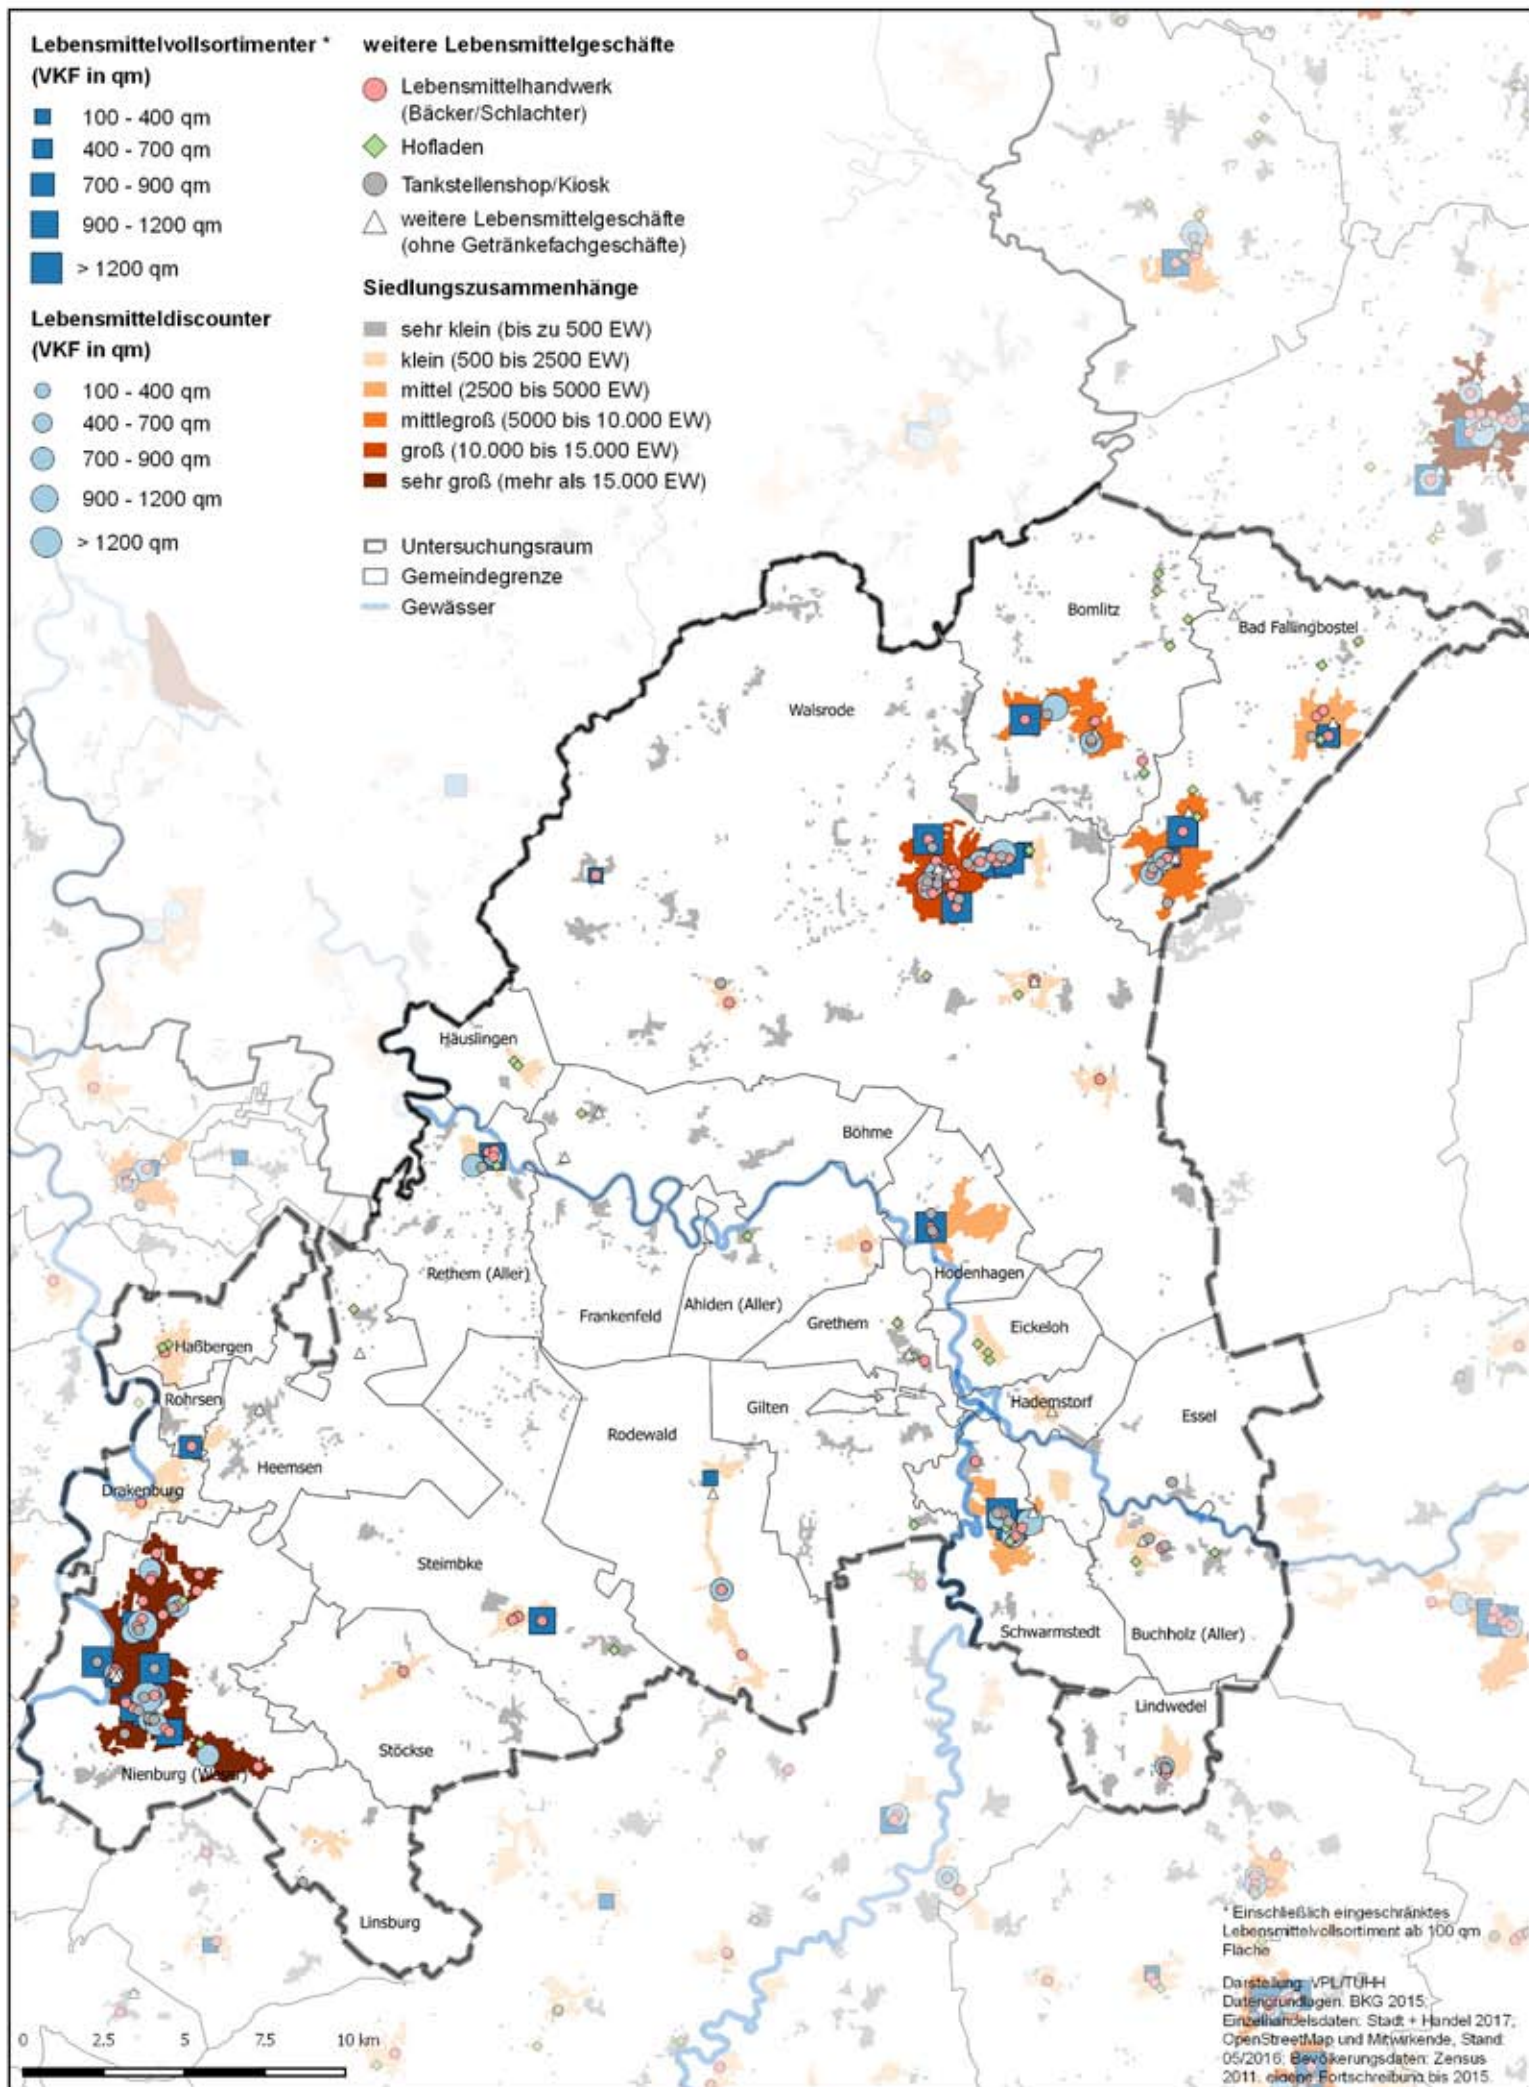 Lebensmittelvollsortimenter *
(VKF in qm)
100 - 400 qm
400 - 700 qm
700 - 900 qm
900 - 1200 qm
> 1200 qm
Lebensmitteldiscounter
(VKF in qm)
100 - 400 qm
400 - 700 qm
700 - 900 qm
900 - 1200 qm
> 1200 qm
weitere Lebensmittelgeschäfte
Lebensmittelhandwerk
(Bäcker/Schlachter)
Hofladen
Tankstellenshop/Kiosk
weitere Lebensmittelgeschäfte
(ohne Getränkefachgeschäfte)
Siedlungszusammenhänge
sehr klein (bis zu 500 EW)
klein (500 bis 2500 EW)
mittel (2500 bis 5000 EW)
mittlegroß (5000 bis 10.000 EW)
groß (10.000 bis 15.000 EW)
sehr groß (mehr als 15.000 EW)
Untersuchungsraum
Gemeindegrenze
Gewässer
Bomlitz
Bad Fallingbostel
Walsrode
Häuslingen
Böhme
Rethem (Aller)
Hodenhagen
Frankenfeld
Ahlden (Aller)
Grethem
Eickeloh
Haßbergen
Rohrsen
Hademstorf
Essel
Gilten
Rodewald
Heemsen
Drakenburg
Steimbke
Schwarmstedt
Buchholz (Aller)
Lindwedel
Stöckse
Nienburg (Weser)
Linsburg
* Einschließlich eingeschränktes
Lebensmittelvollsortiment ab 100 qm
Fläche
Darstellung: VPL/TUHH
Datengrundlagen: BKG 2015;
Einzelhandelsdaten: Stadt + Handel 2017;
OpenStreetMap und Mitwirkende, Stand:
05/2016; Bevölkerungsdaten: Zensus
2011, eigene Fortschreibung bis 2015.
0 2.5 5 7.5 10 km